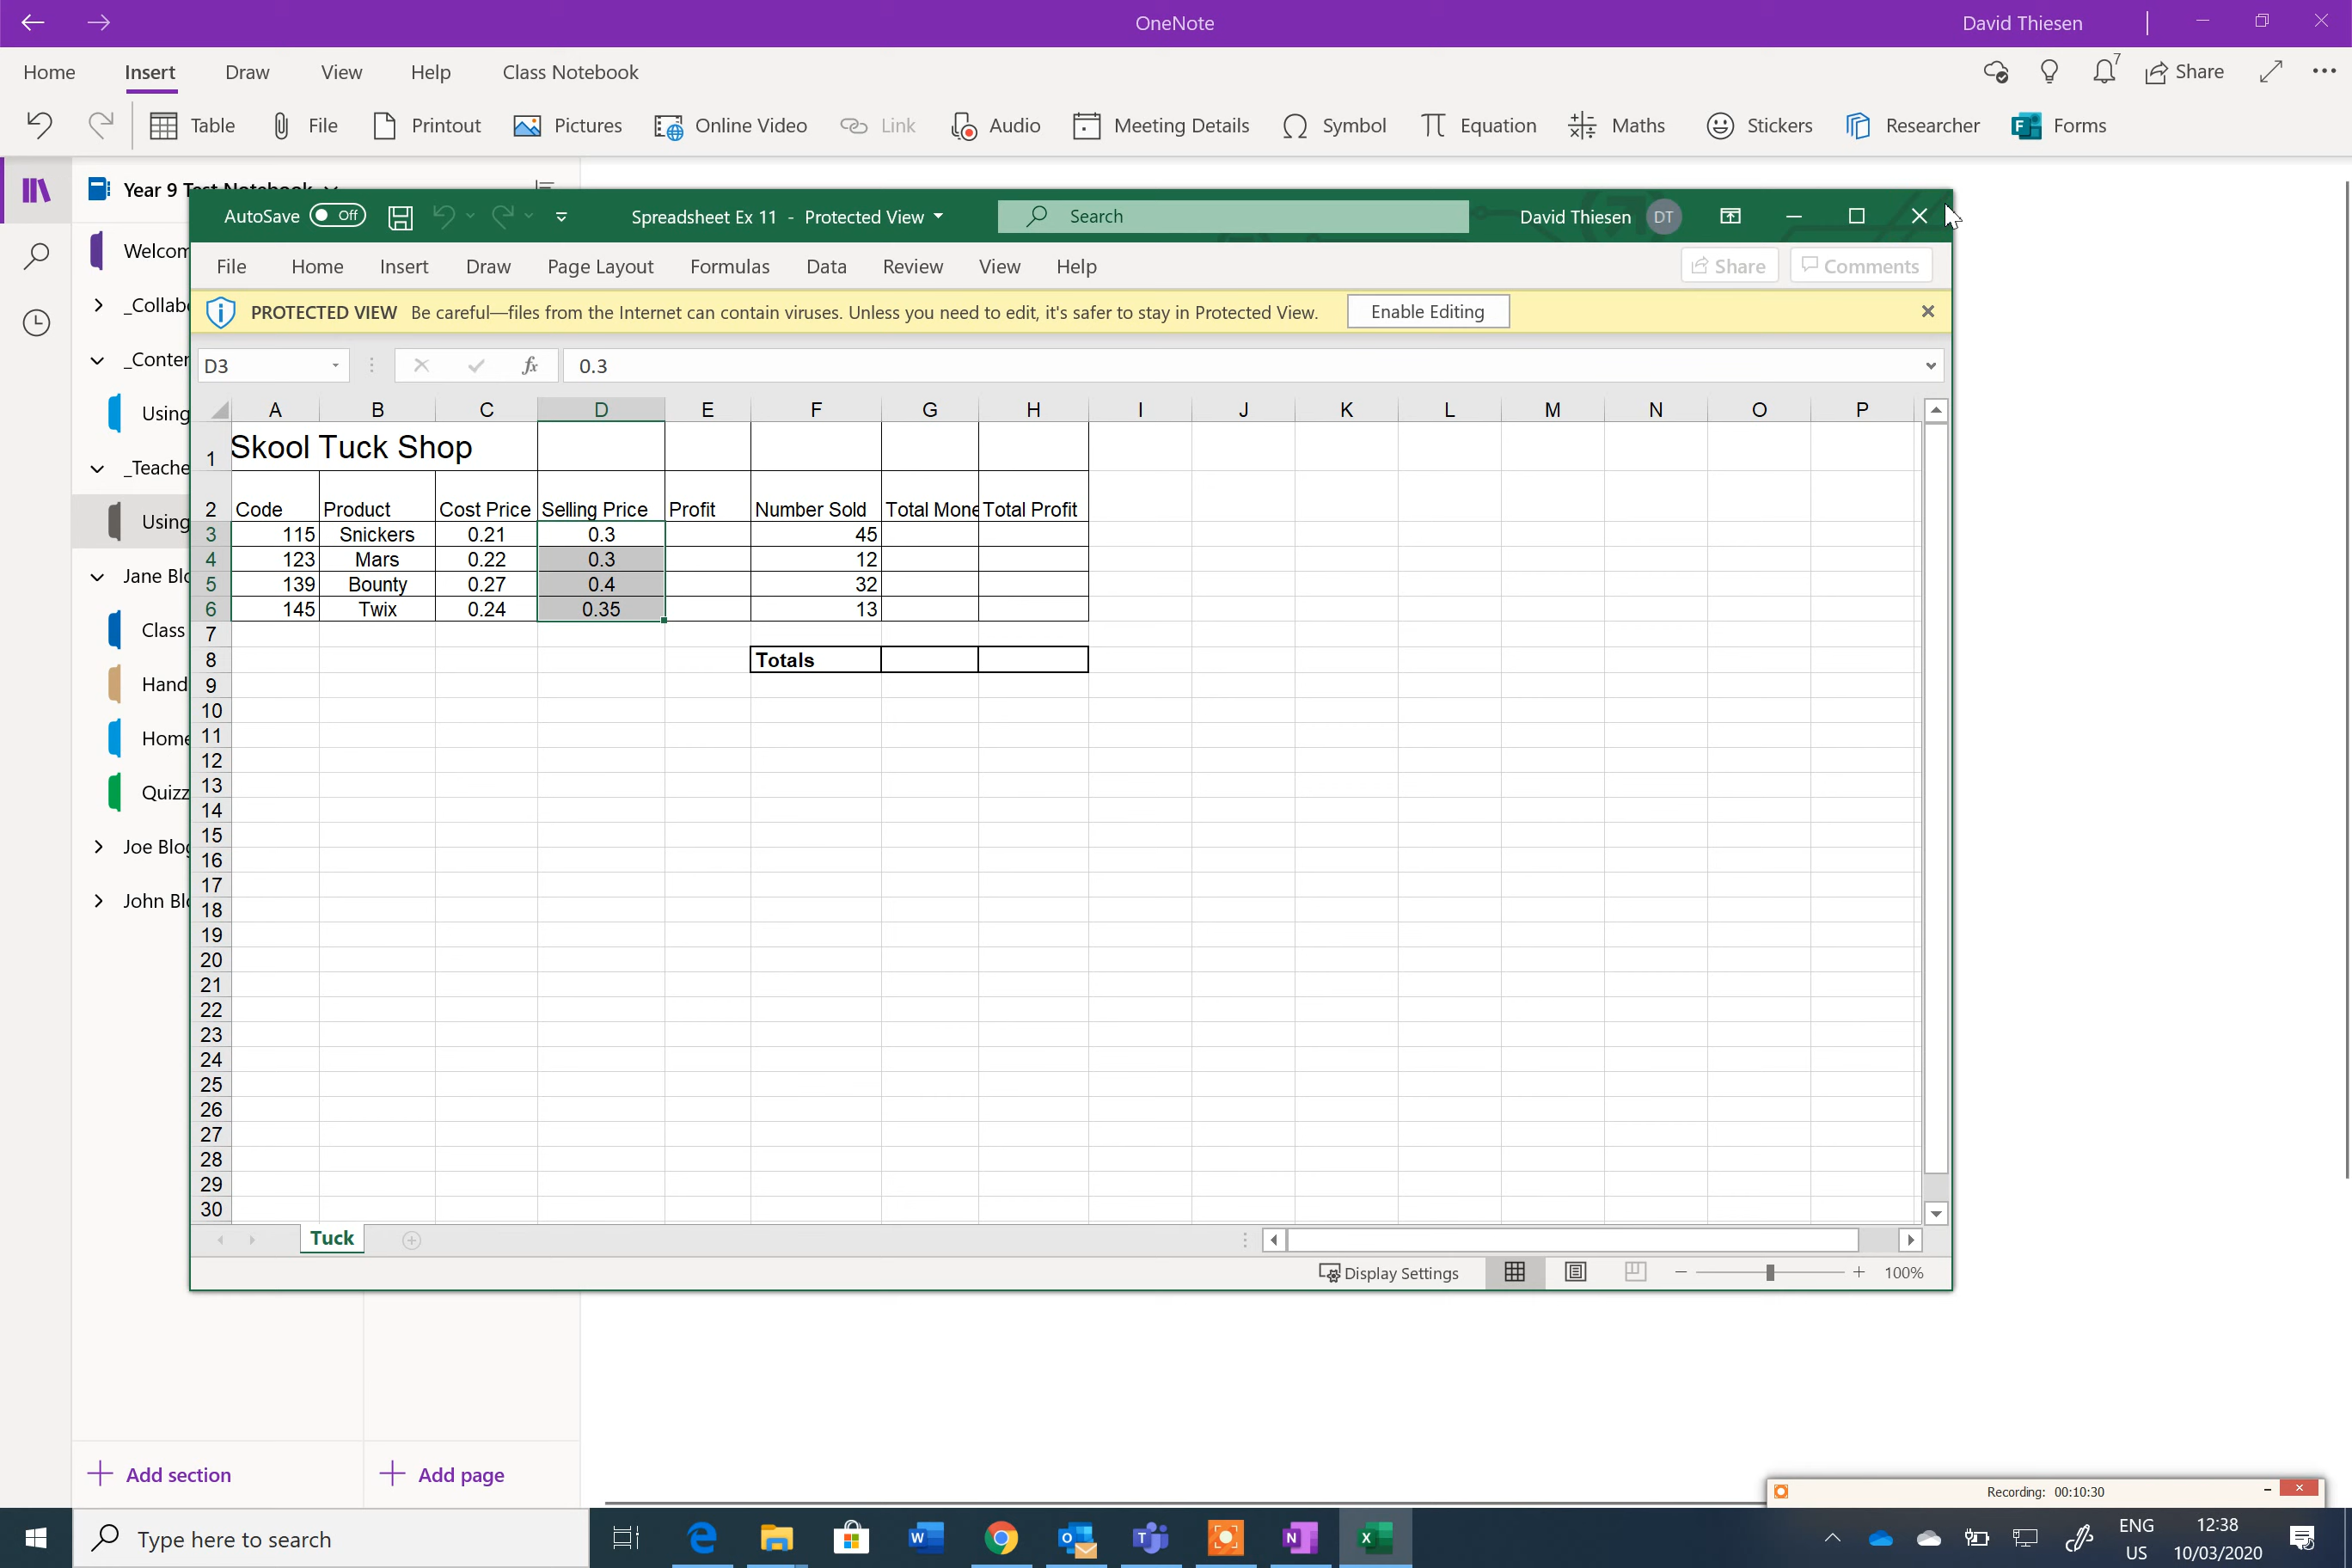 OneNote David Thiesen
Home Insert Draw View Help Class Notebook 7 Share
Table File Printout Pictures Online Video Link Audio Meeting Details Symbol Equation Maths Stickers Researcher Forms
Year 9 Test Notebook
AutoSave Off Spreadsheet Ex 11 - Protected View Search David Thiesen DT
Welcom
File Home Insert Draw Page Layout Formulas Data Review View Help Share Comments
_Collab
PROTECTED VIEW Be careful—files from the Internet can contain viruses. Unless you need to edit, it's safer to stay in Protected View. Enable Editing
_Conten
D3 fx 0.3
Using
A B C D E F G H I J K L M N O P
1 Skool Tuck Shop
_Teache
2 Code Product Cost Price Selling Price Profit Number Sold Total Mone Total Profit
Using
3 115 Snickers 0.21 0.3 45
4 123 Mars 0.22 0.3 12
Jane Blo
5 139 Bounty 0.27 0.4 32
6 145 Twix 0.24 0.35 13
Class
7
8 Totals
Hand
9
10
Home
11
12
13
Quizz
14
15
Joe Blog
16
17
John Blo
18
19
20
21
22
23
24
25
26
27
28
29
30
Tuck
Display Settings 100%
Add section Add page
Recording: 00:10:30
Type here to search
ENG 12:38
US 10/03/2020